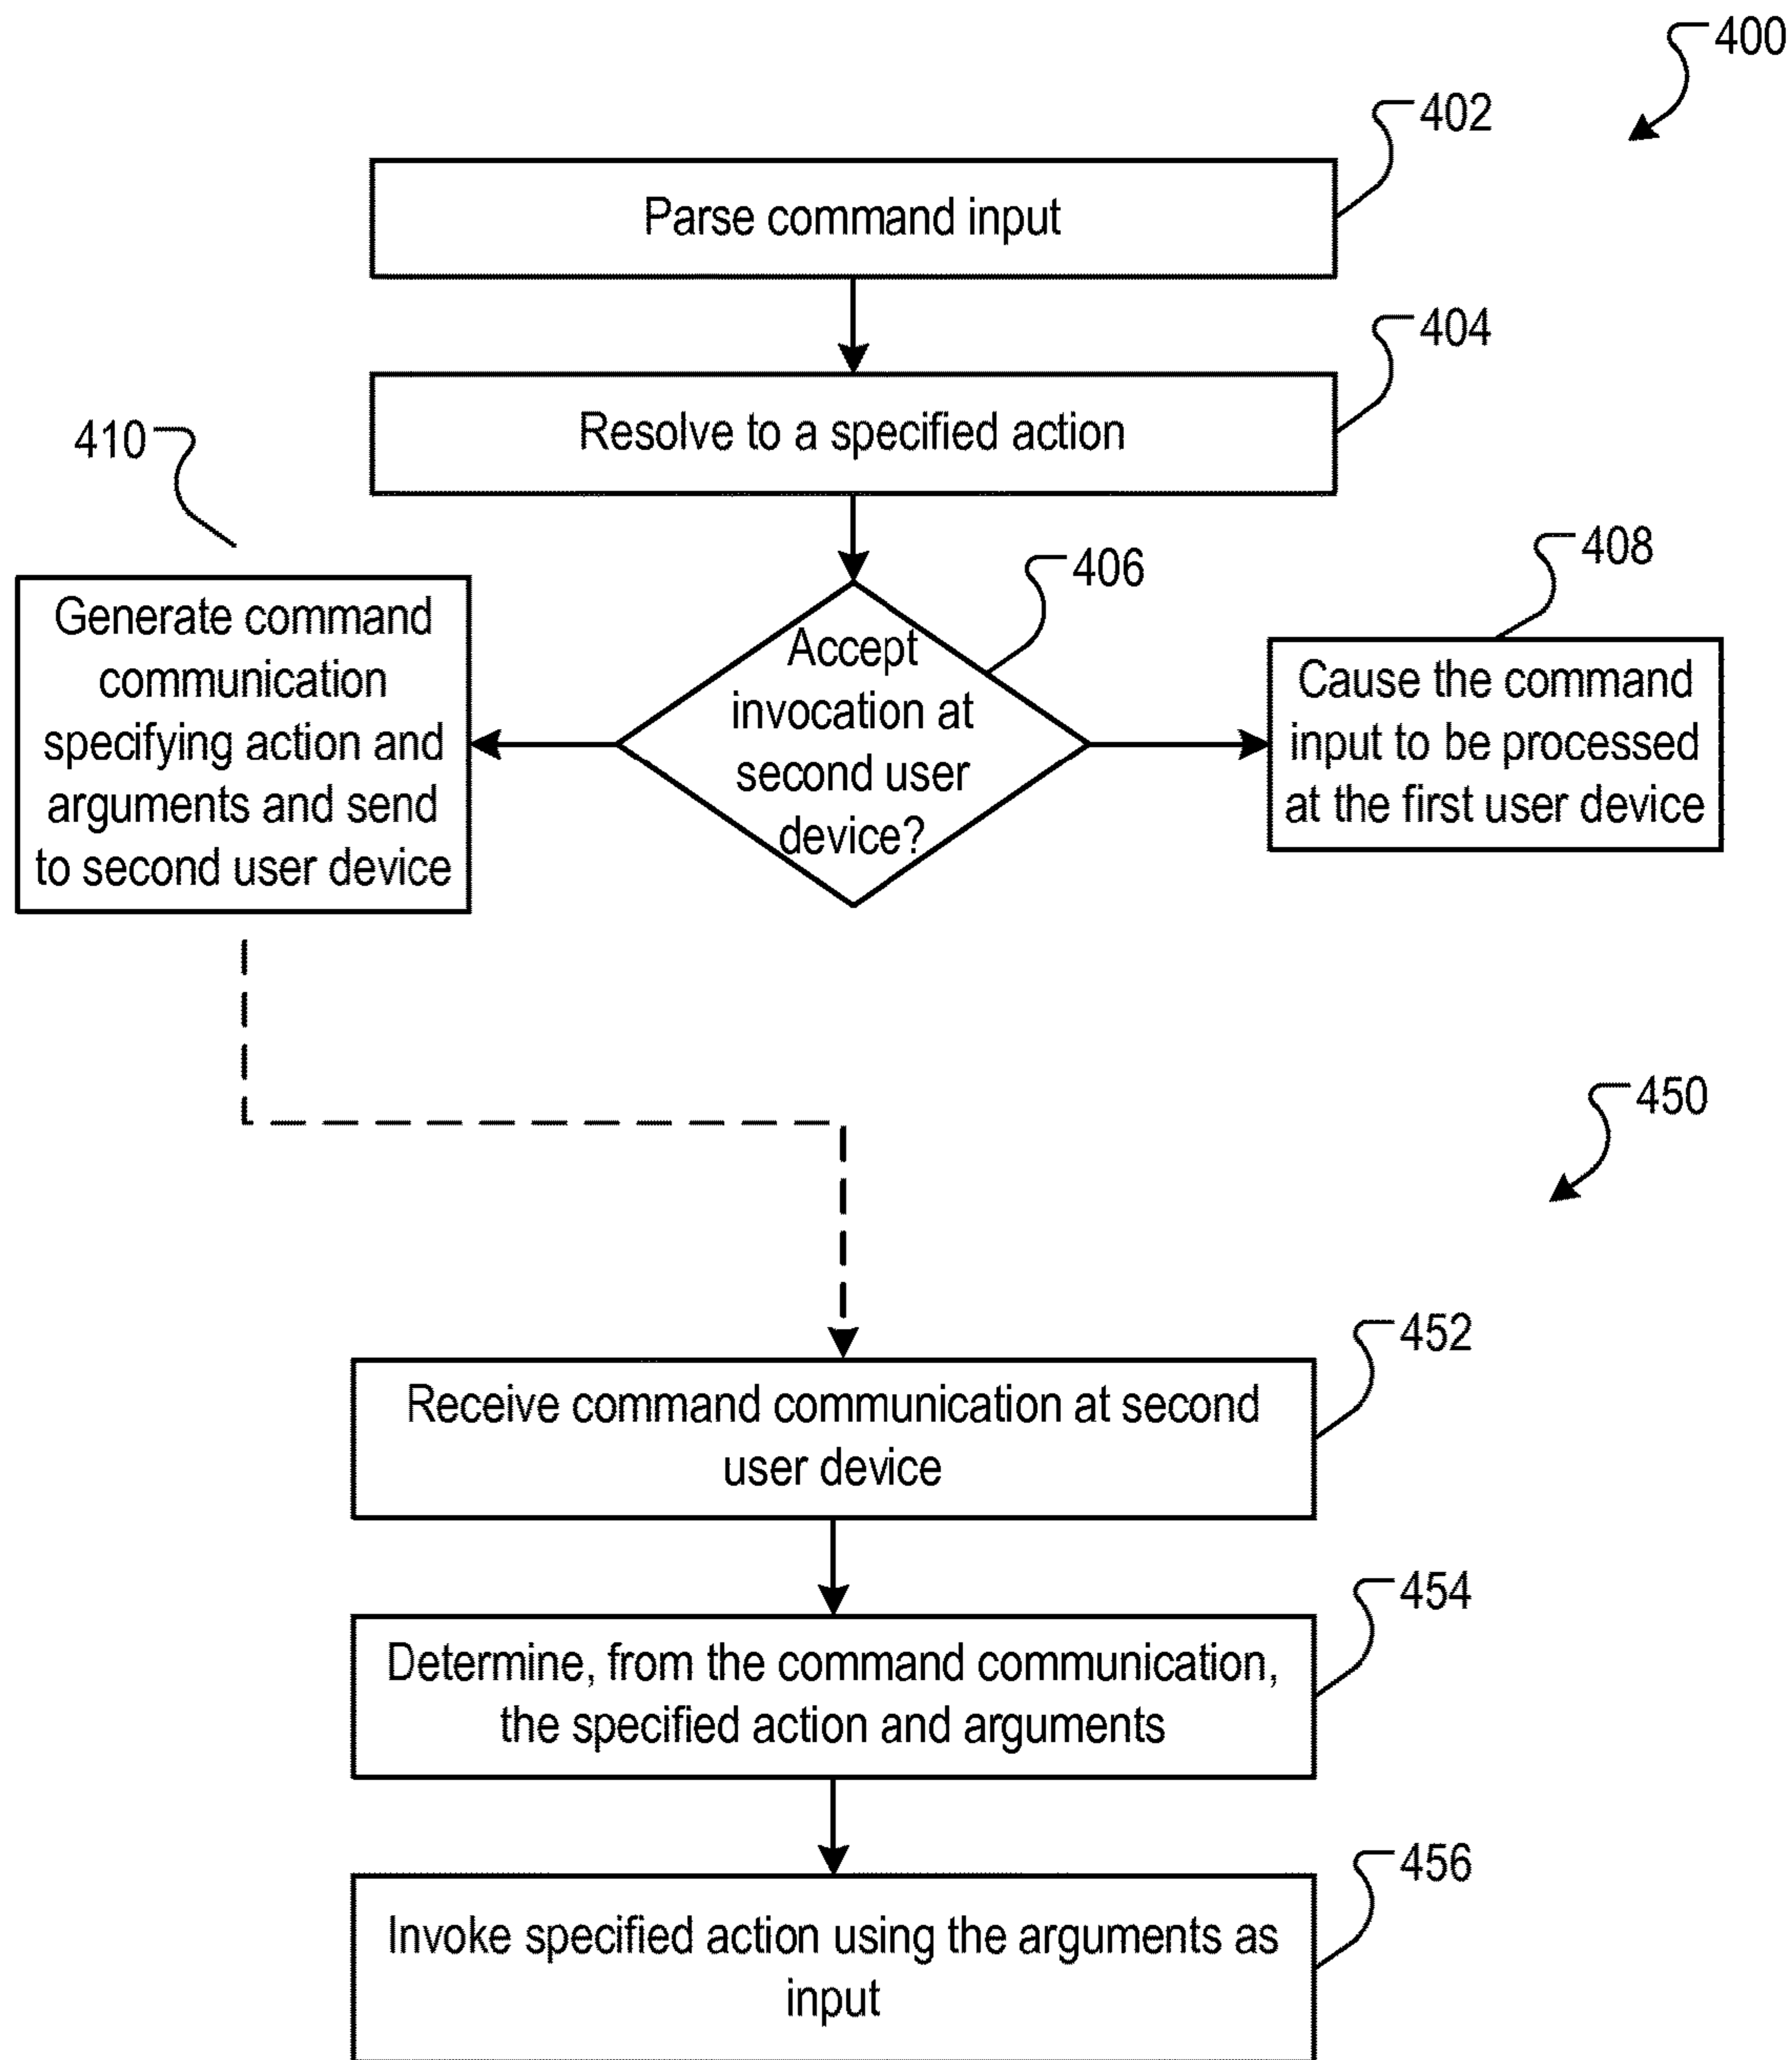 400
402
Parse command input
404
Resolve to a specified action
410
406
408
Generate command
communication
specifying action and
arguments and send
to second user device
Accept
invocation at
second user
device?
Cause the command
input to be processed
at the first user device
450
452
Receive command communication at second
user device
454
Determine, from the command communication,
the specified action and arguments
456
Invoke specified action using the arguments as
input